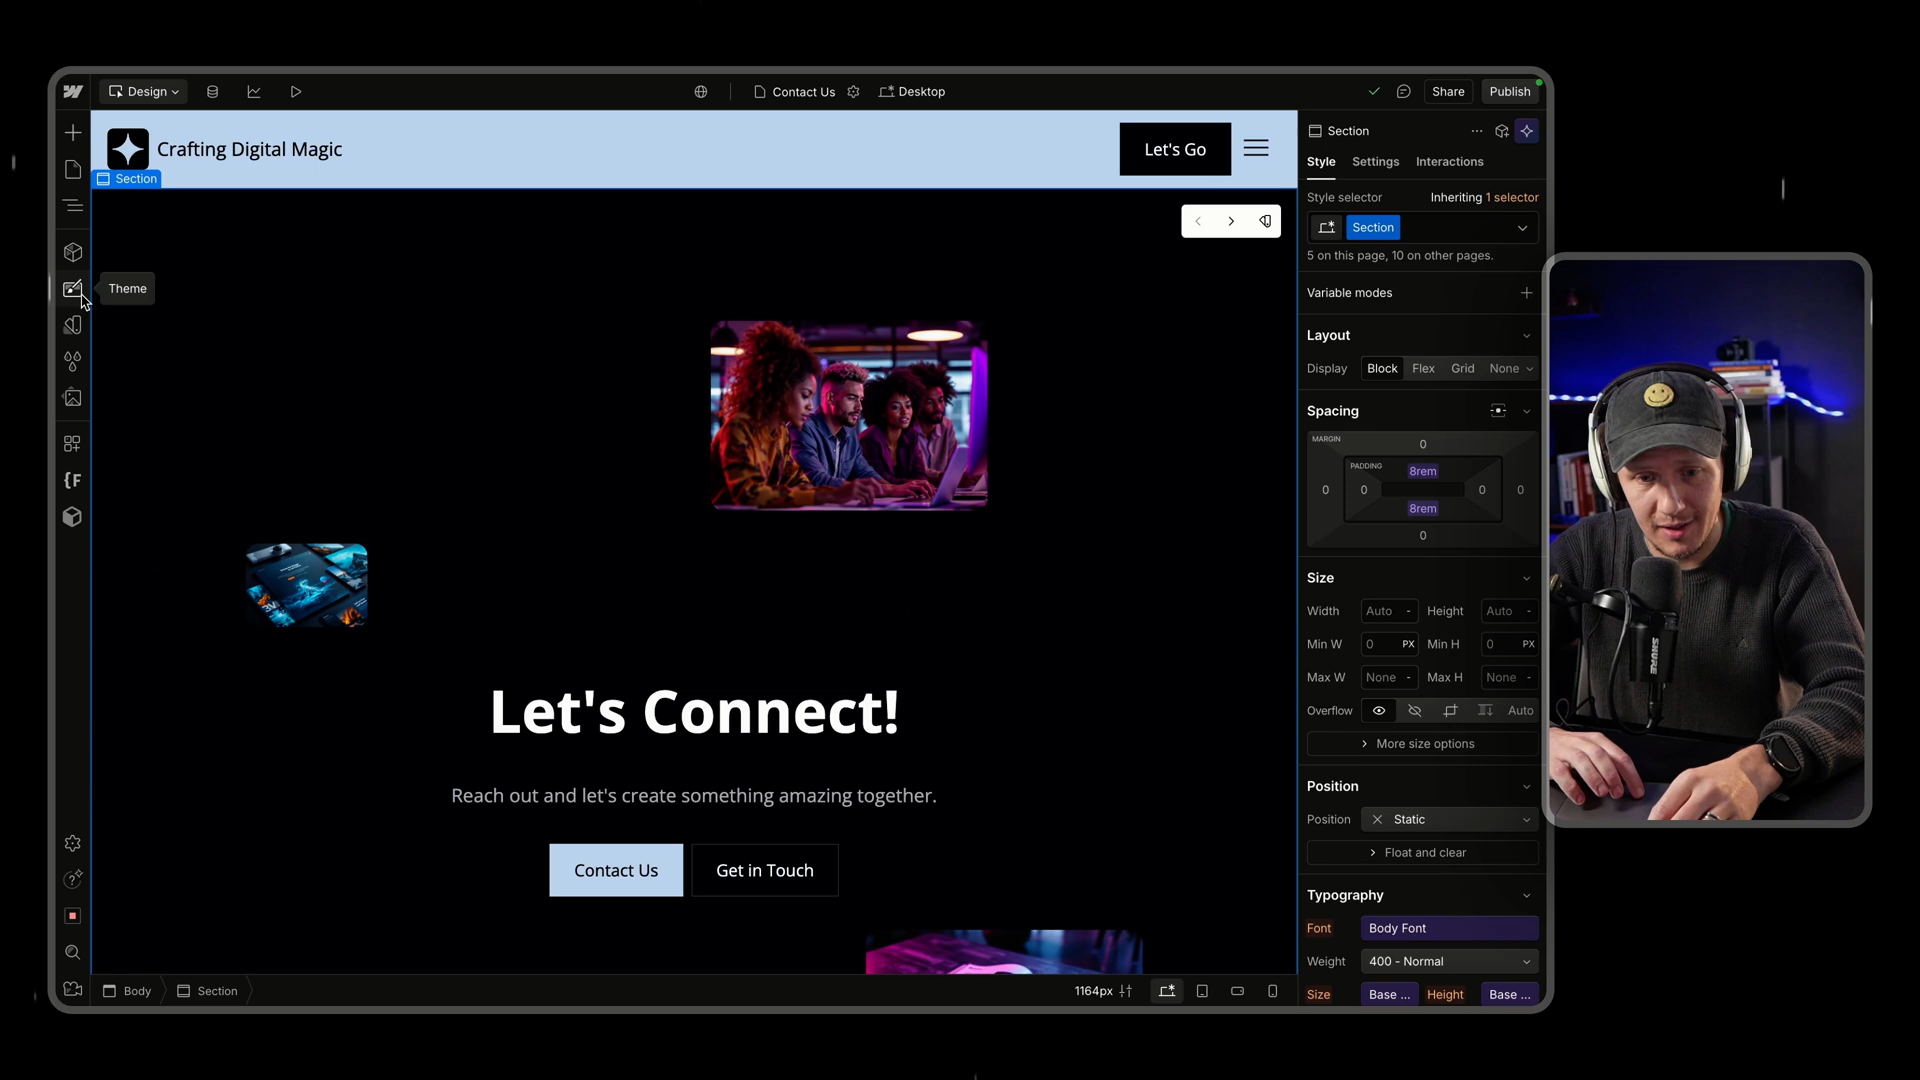 Design
Contact Us
Desktop
Share
Publish
Crafting Digital Magic
Let's Go
Section
Theme
{F
Let's Connect!
Reach out and let's create something amazing together.
Contact Us
Get in Touch
Body
Section
1164px
Section
Style
Settings
Interactions
Style selector
Inheriting 1 selector
Section
5 on this page, 10 on other pages.
Variable modes
Layout
Display
Block
Flex
Grid
None
Spacing
MARGIN
0
PADDING
8rem
0
0
0
0
8rem
0
Size
Width
Auto
-
Height
Auto
-
Min W
0
PX
Min H
0
PX
Max W
None
-
Max H
None
-
Overflow
Auto
More size options
Position
Position
Static
Float and clear
Typography
Font
Body Font
Weight
400 - Normal
Size
Base ...
Height
Base ...
SHURE